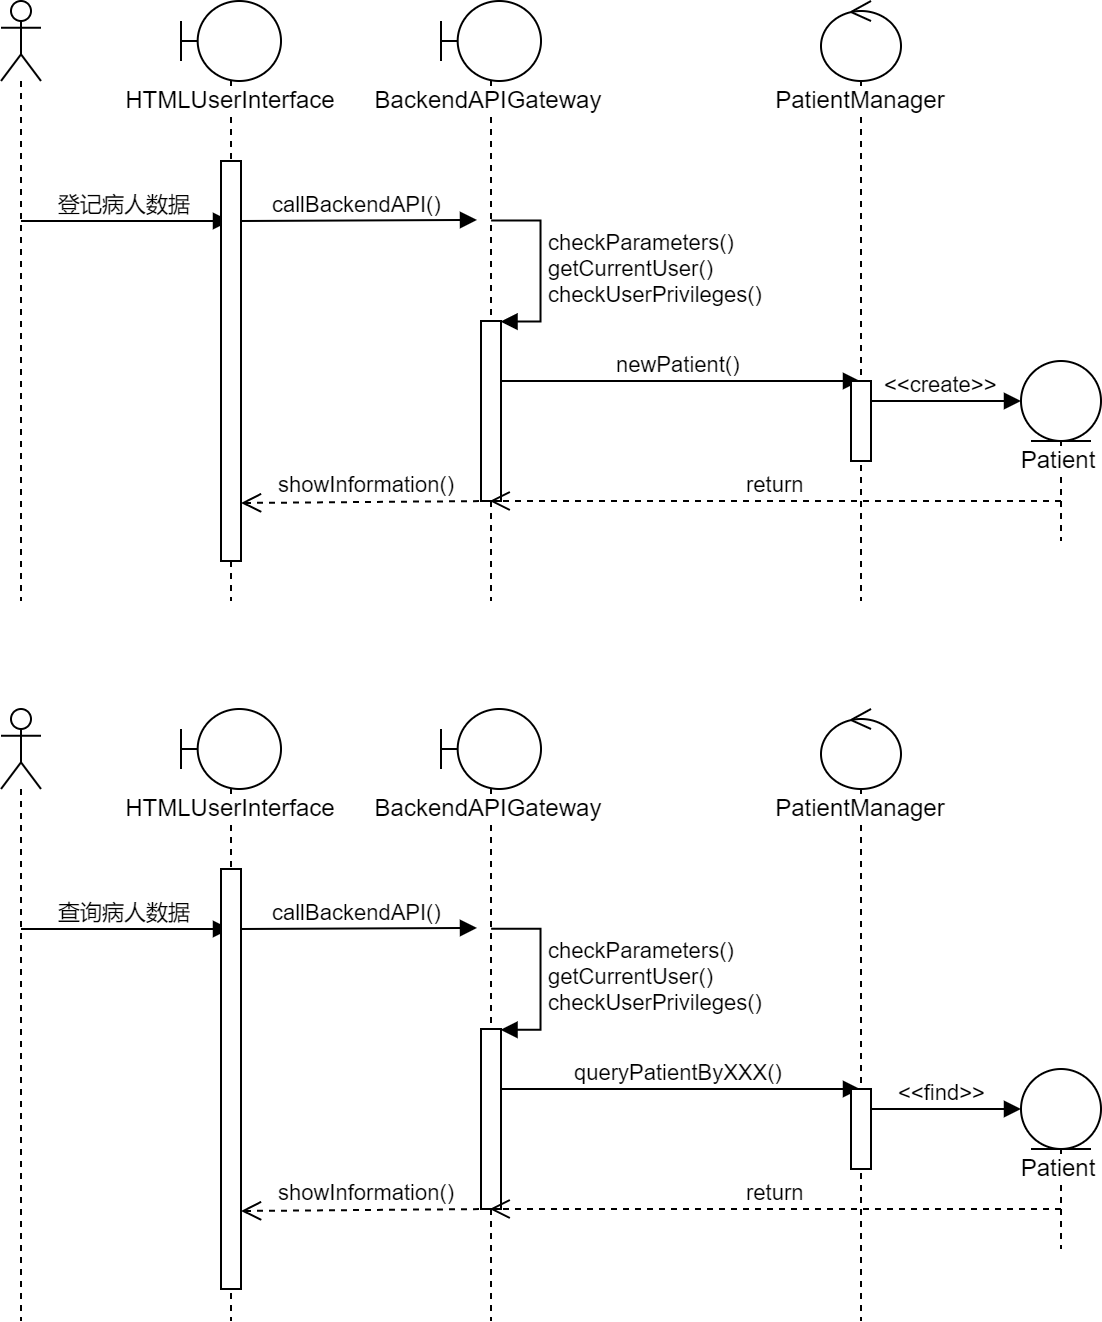 HTMLUserInterface
BackendAPIGateway
PatientManager
登记病人数据
callBackendAPI()
checkParameters()
getCurrentUser()
checkUserPrivileges()
newPatient()
<<create>>
Patient
showInformation()
return
HTMLUserInterface
BackendAPIGateway
PatientManager
查询病人数据
callBackendAPI()
checkParameters()
getCurrentUser()
checkUserPrivileges()
queryPatientByXXX()
<<find>>
Patient
showInformation()
return